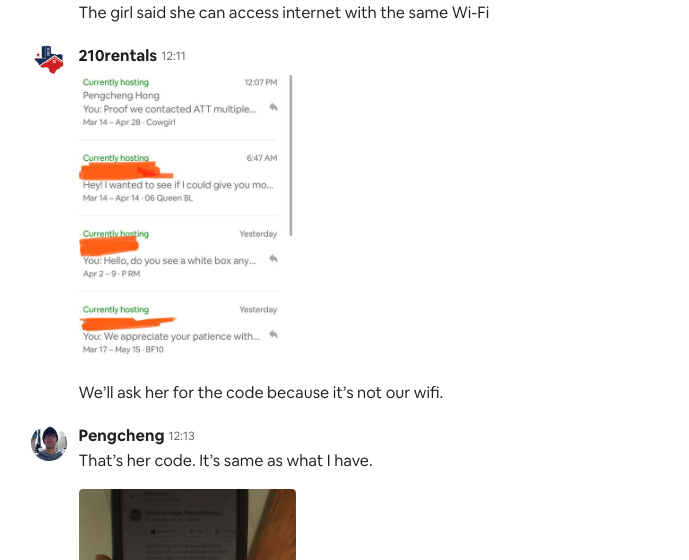 The girl said she can access internet with the same Wi-Fi
210rentals 12:11
Currently hosting 12:07 PM
Pengcheng Hong
You: Proof we contacted ATT multiple...
Mar 14 – Apr 28 · Cowgirl
Currently hosting 6:47 AM
Hey! I wanted to see if I could give you mo...
Mar 14 – Apr 14 · 06 Queen BL
Currently hosting Yesterday
You: Hello, do you see a white box any...
Apr 2 – 9 · P RM
Currently hosting Yesterday
You: We appreciate your patience with...
Mar 17 – May 15 · BF10
We'll ask her for the code because it's not our wifi.
Pengcheng 12:13
That's her code. It's same as what I have.